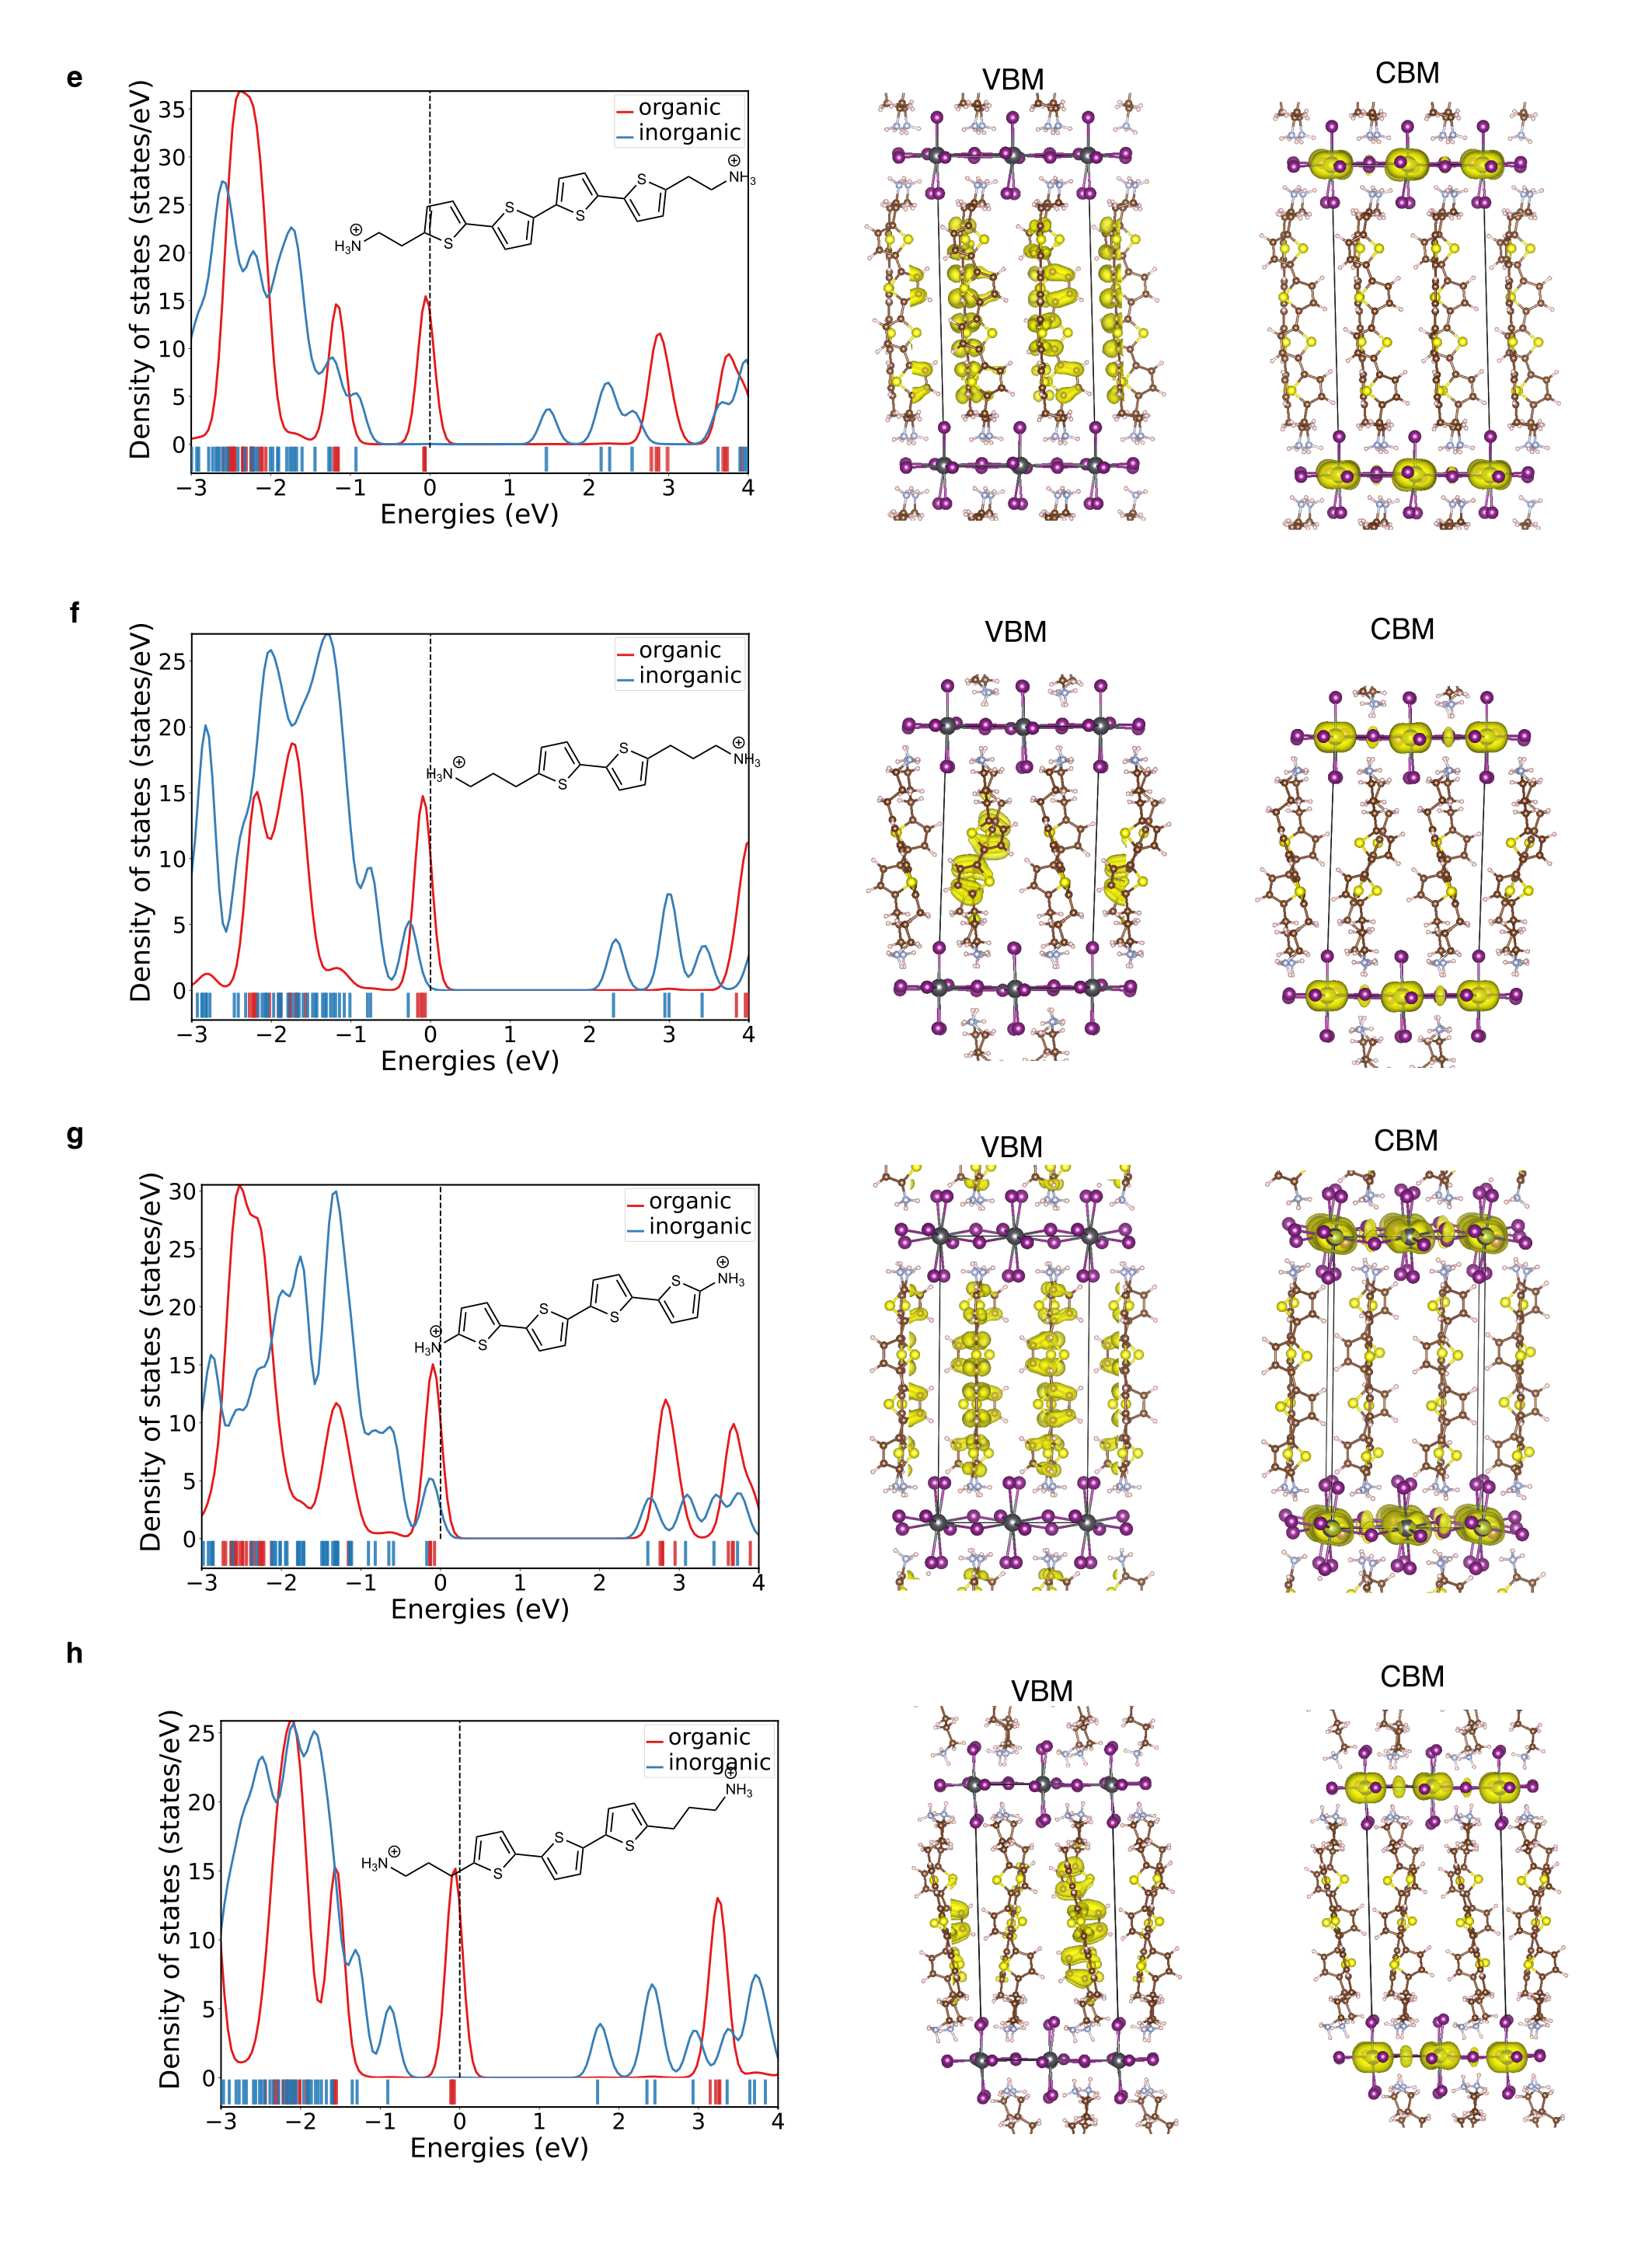 e
VBM
CBM
organic
inorganic
35
30
25
20
15
10
5
0
Density of states (states/eV)
−3 −2 −1 0 1 2 3 4
Energies (eV)
S S S S
⊕
NH3
⊕
H3N
f
VBM
CBM
organic
inorganic
25
20
15
10
5
0
Density of states (states/eV)
−3 −2 −1 0 1 2 3 4
Energies (eV)
S S
⊕
H3N
⊕
NH3
g
VBM
CBM
organic
inorganic
30
25
20
15
10
5
0
Density of states (states/eV)
−3 −2 −1 0 1 2 3 4
Energies (eV)
S S S S
⊕
NH3
⊕
H3N
h
VBM
CBM
organic
inorganic
25
20
15
10
5
0
Density of states (states/eV)
−3 −2 −1 0 1 2 3 4
Energies (eV)
S S S
⊕
NH3
⊕
H3N